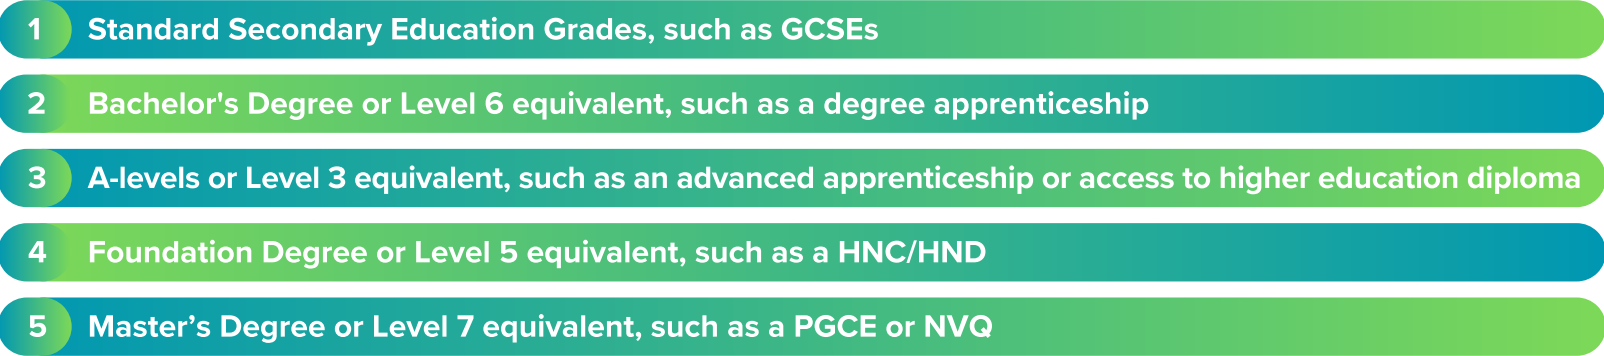 1 Standard Secondary Education Grades, such as GCSEs
2 Bachelor's Degree or Level 6 equivalent, such as a degree apprenticeship
3 A-levels or Level 3 equivalent, such as an advanced apprenticeship or access to higher education diploma
4 Foundation Degree or Level 5 equivalent, such as a HNC/HND
5 Master’s Degree or Level 7 equivalent, such as a PGCE or NVQ